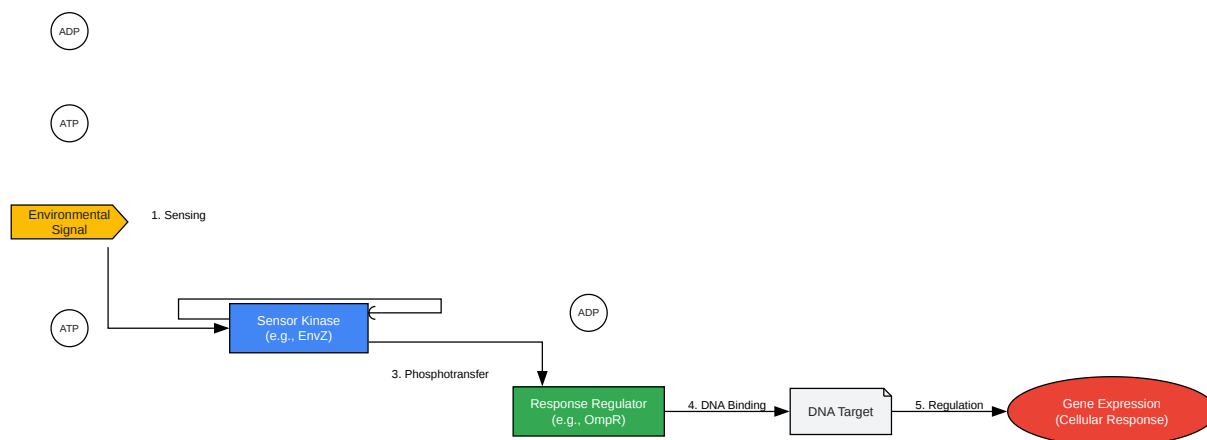 ADP
ATP
Environmental
Signal
1. Sensing
ATP
Sensor Kinase
(e.g., EnvZ)
ADP
3. Phosphotransfer
Response Regulator
(e.g., OmpR)
4. DNA Binding
DNA Target
5. Regulation
Gene Expression
(Cellular Response)